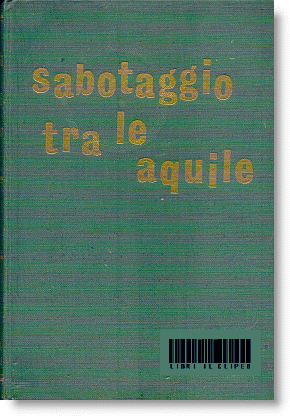 sabotaggio
tra le
aquile
LIBRI IL CLIPEO